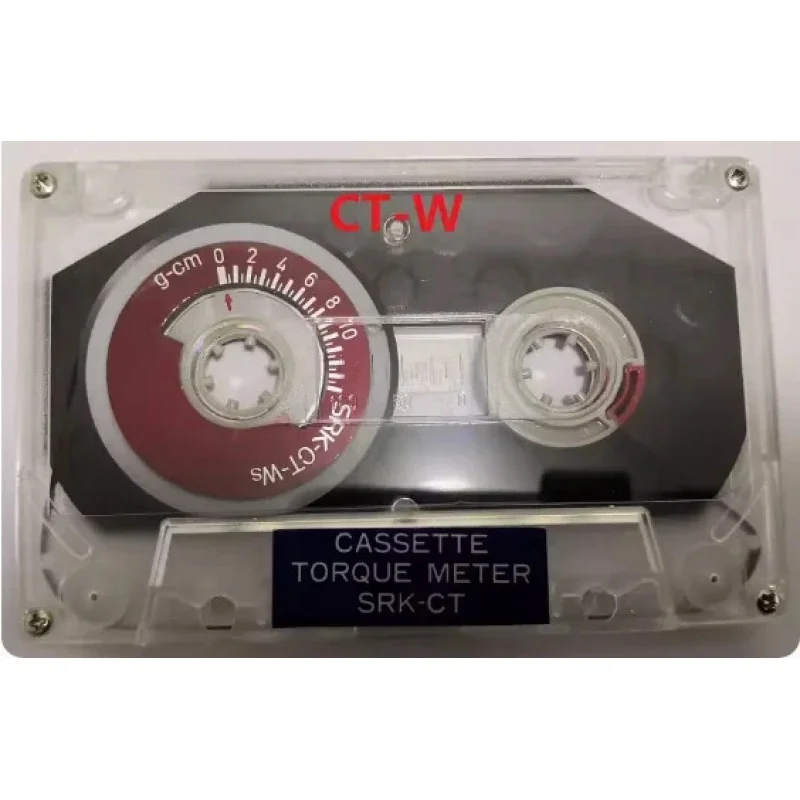 CT-W
g-cm 0 2 4 6 8 10
SRK-CT-Ws
CASSETTE
TORQUE METER
SRK-CT